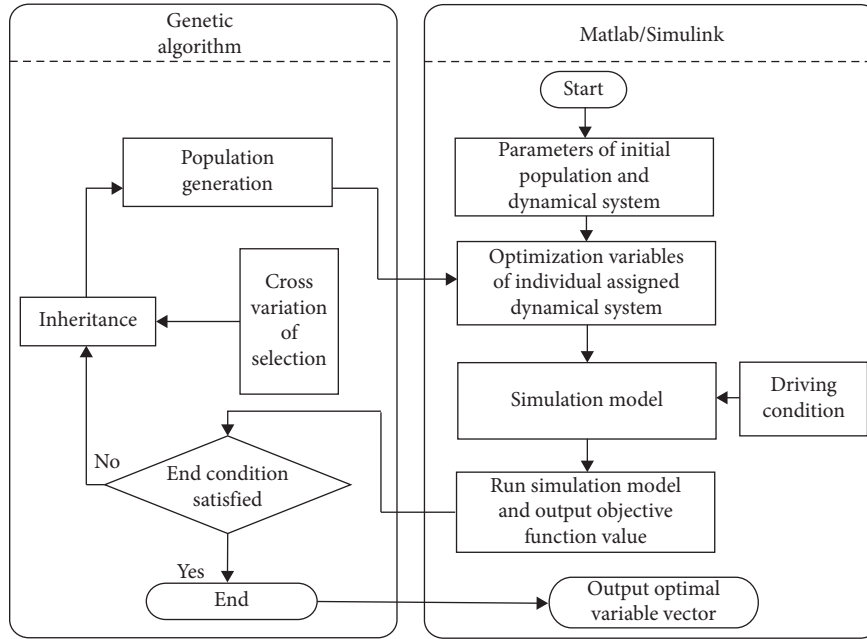 Genetic
algorithm
Population
generation
Inheritance
Cross
variation
of
selection
No
End condition
satisfied
Yes
End
Matlab/Simulink
Start
Parameters of initial
population and
dynamical system
Optimization variables
of individual assigned
dynamical system
Simulation model
Driving
condition
Run simulation model
and output objective
function value
Output optimal
variable vector